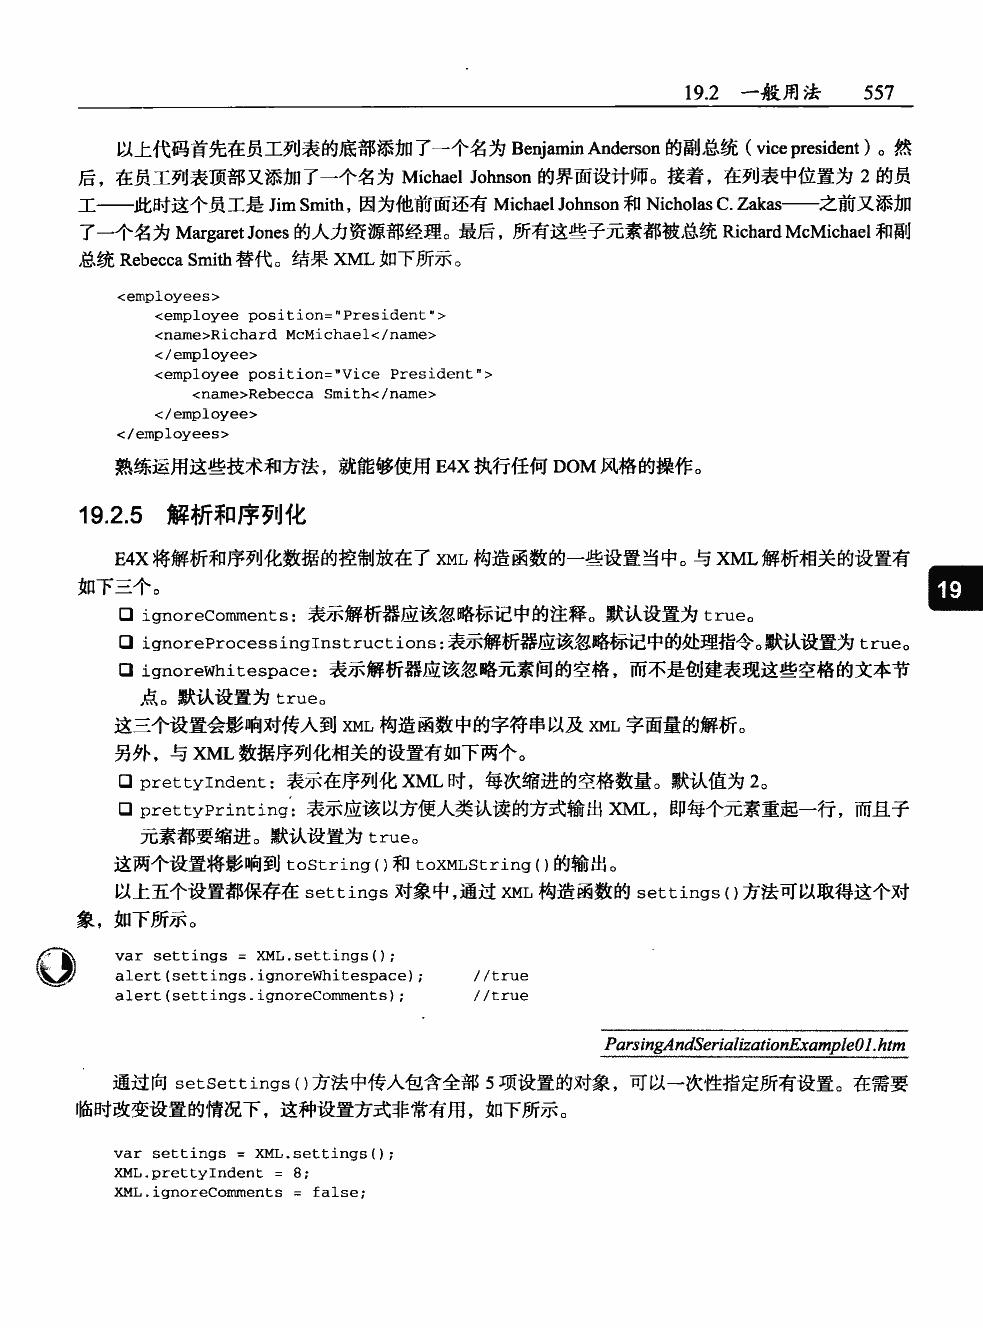 19.2 一般用法 557
以上代码首先在员工列表的底部添加了一个名为 Benjamin Anderson 的副总统（vice president）。然
后，在员工列表顶部又添加了一个名为 Michael Johnson 的界面设计师。接着，在列表中位置为 2 的员
工——此时这个员工是 Jim Smith，因为他前面还有 Michael Johnson 和 Nicholas C. Zakas——之前又添加
了一个名为 Margaret Jones 的人力资源部经理。最后，所有这些子元素都被总统 Richard McMichael 和副
总统 Rebecca Smith 替代。结果 XML 如下所示。
<employees>
    <employee position="President">
    <name>Richard McMichael</name>
    </employee>
    <employee position="Vice President">
        <name>Rebecca Smith</name>
    </employee>
</employees>
熟练运用这些技术和方法，就能够使用 E4X 执行任何 DOM 风格的操作。
19.2.5 解析和序列化
E4X 将解析和序列化数据的控制放在了 XML 构造函数的一些设置当中。与 XML 解析相关的设置有
如下三个。
19
❑ ignoreComments：表示解析器应该忽略标记中的注释。默认设置为 true。
❑ ignoreProcessingInstructions：表示解析器应该忽略标记中的处理指令。默认设置为 true。
❑ ignoreWhitespace：表示解析器应该忽略元素间的空格，而不是创建表现这些空格的文本节
点。默认设置为 true。
这三个设置会影响对传入到 XML 构造函数中的字符串以及 XML 字面量的解析。
另外，与 XML 数据序列化相关的设置有如下两个。
❑ prettyIndent：表示在序列化 XML 时，每次缩进的空格数量。默认值为 2。
❑ prettyPrinting：表示应该以方便人类认读的方式输出 XML，即每个元素重起一行，而且子
元素都要缩进。默认设置为 true。
这两个设置将影响到 toString()和 toXMLString()的输出。
以上五个设置都保存在 settings 对象中，通过 XML 构造函数的 settings()方法可以取得这个对
象，如下所示。
var settings = XML.settings();
alert(settings.ignoreWhitespace);     //true
alert(settings.ignoreComments);       //true
ParsingAndSerializationExample01.htm
通过向 setSettings()方法中传入包含全部 5 项设置的对象，可以一次性指定所有设置。在需要
临时改变设置的情况下，这种设置方式非常有用，如下所示。
var settings = XML.settings();
XML.prettyIndent = 8;
XML.ignoreComments = false;